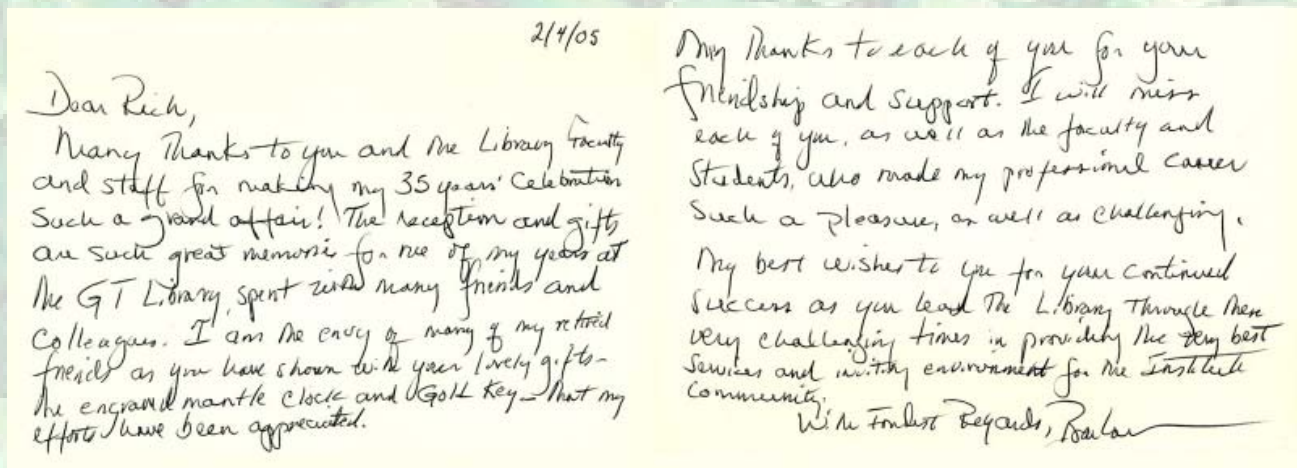 2/4/05
Dear Rich,
Many Thanks to you and the Library Faculty
and staff for making my 35 years' Celebration
Such a grand affair! The reception and gifts
are such great memories for me of my years at
the GT Library, spent with many friends and
Colleagues. I am the envy of many of my retired
friends as you have shown with your lovely gifts-
the engraved mantle clock and Gold Key - that my
efforts have been appreciated.
My Thanks to each of you for your
friendship and support. I will miss
each of you, as well as the faculty and
Students, who made my professional career
Such a pleasure, as well as challenging.
My best wishes to you for your continued
success as you lead The Library Through these
very challenging times in providing the very best
Services and inviting environment for the Institute
Community.
With Fondest Regards,